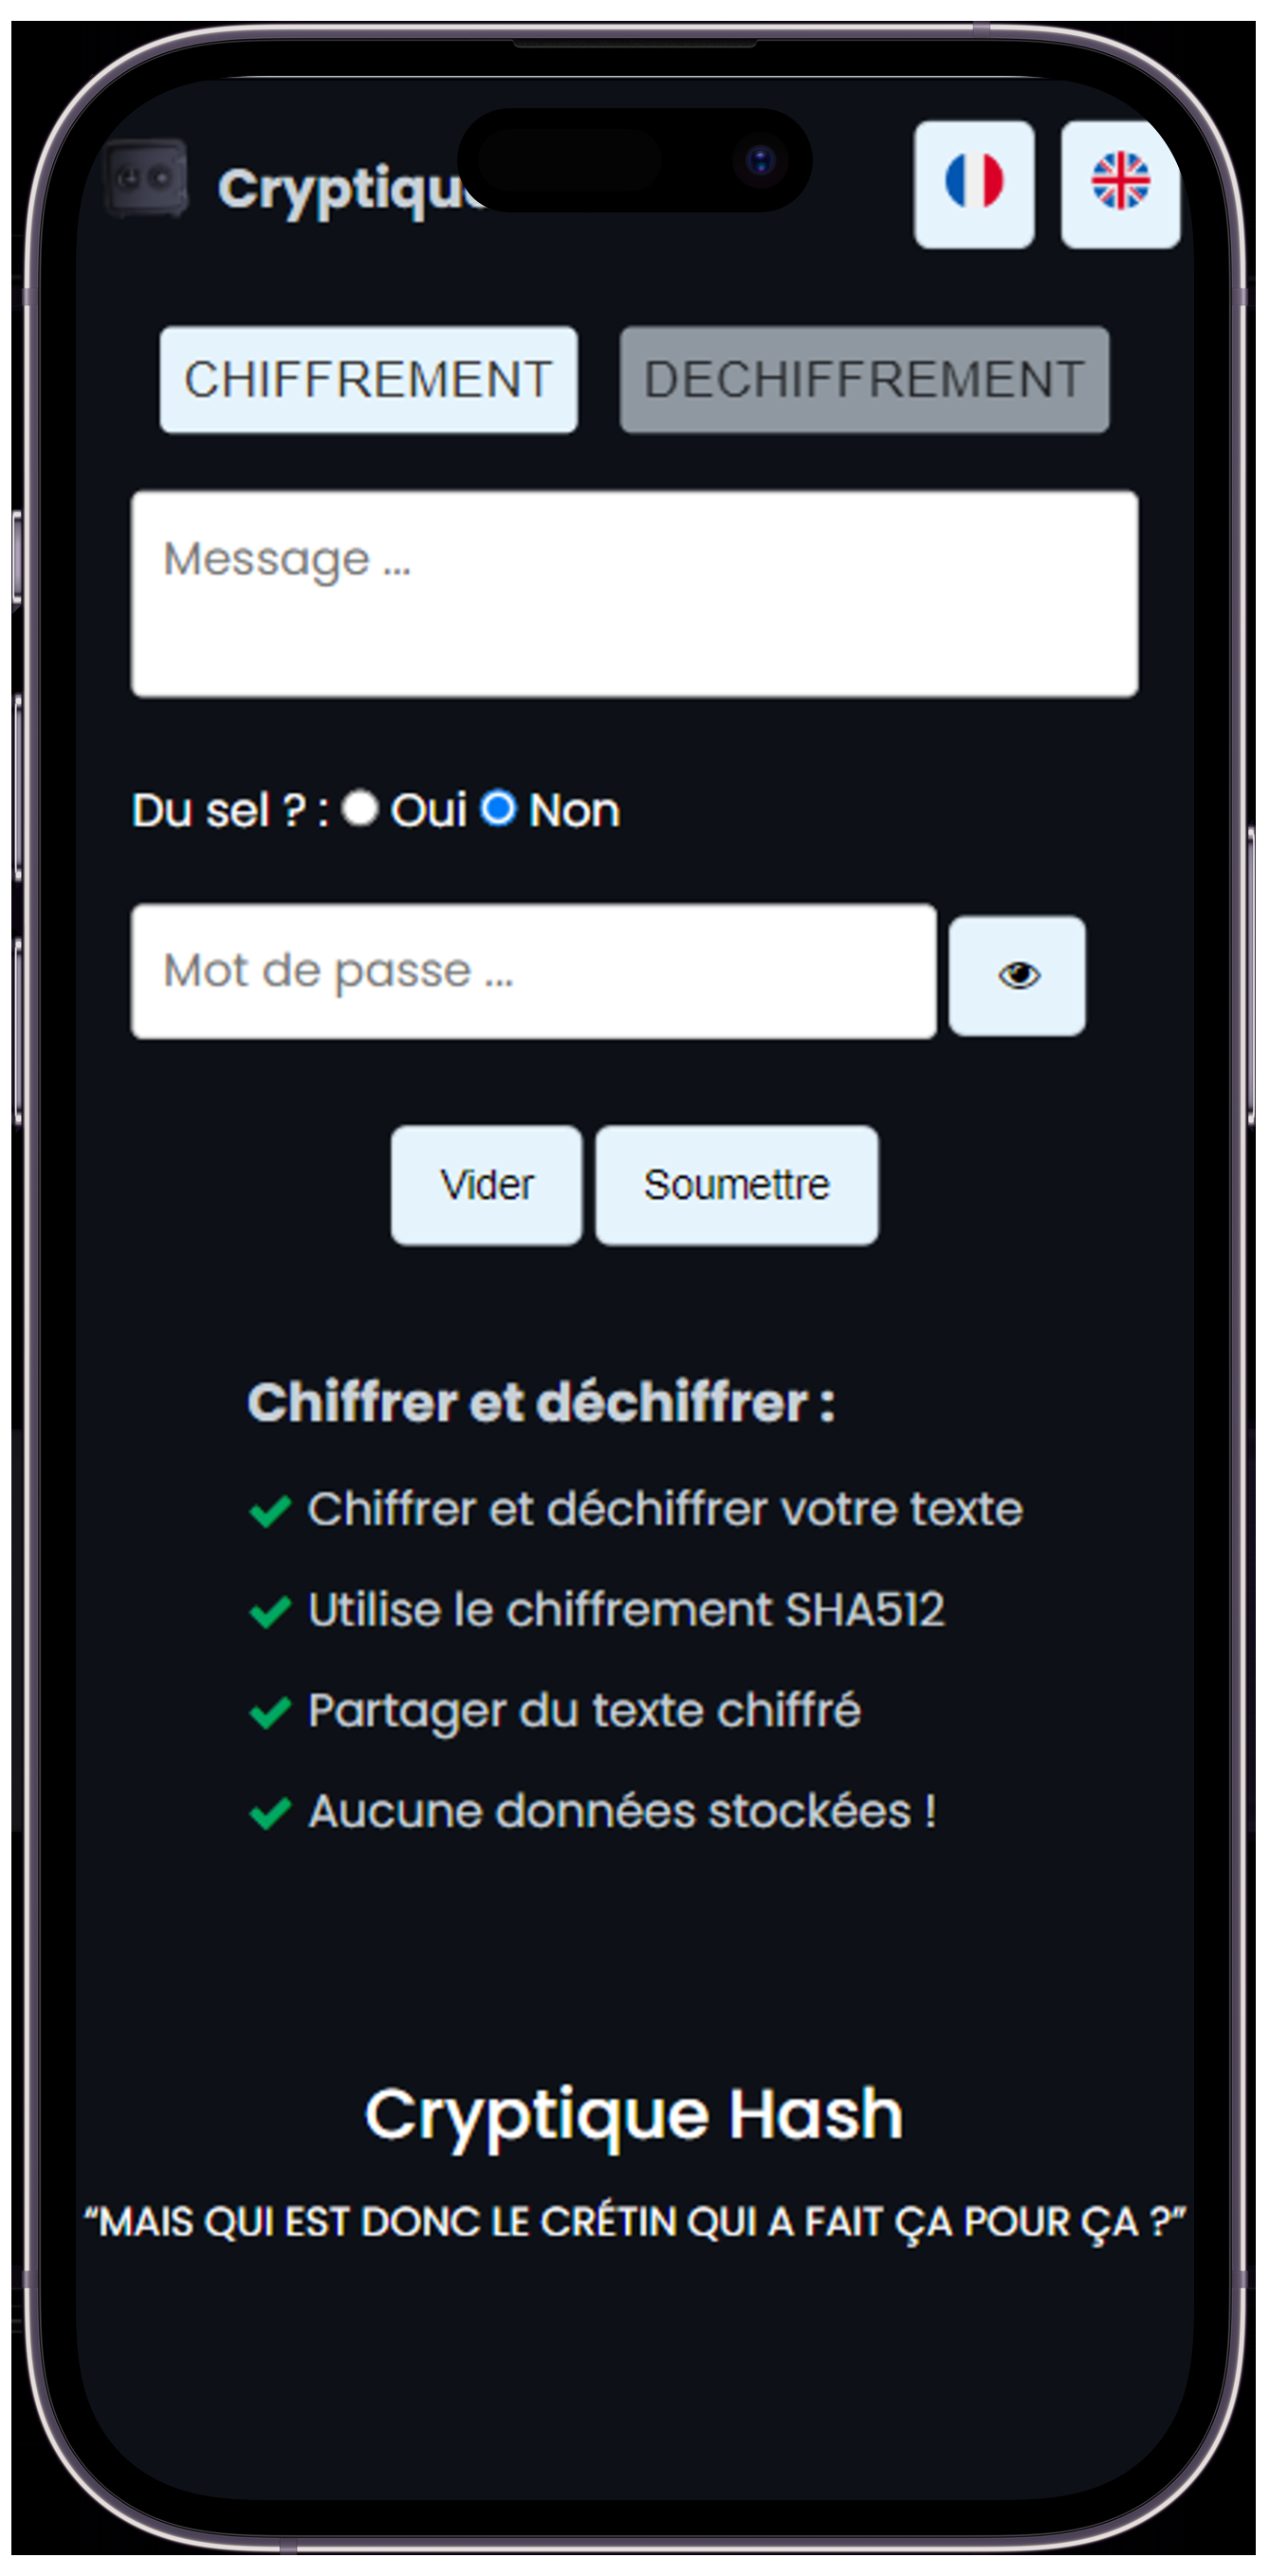 Cryptique
CHIFFREMENT DECHIFFREMENT
Message ...
Du sel ? : Oui Non
Mot de passe ...
Vider Soumettre
Chiffrer et déchiffrer :
Chiffrer et déchiffrer votre texte
Utilise le chiffrement SHA512
Partager du texte chiffré
Aucune données stockées !
Cryptique Hash
“MAIS QUI EST DONC LE CRÉTIN QUI A FAIT ÇA POUR ÇA ?”